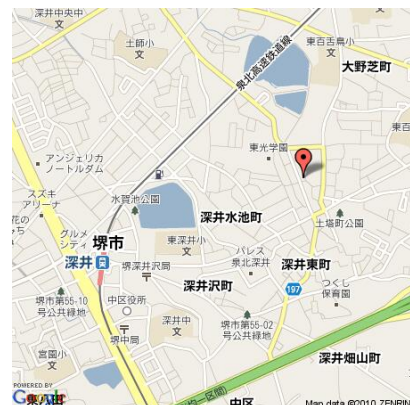 深井中央中
土師小
東百舌鳥小
大野芝町
泉北高速鉄道線
東光学園
東百
アンジェリカ
ノートルダム
スズキ
アリーナ
水賀池公園
深井水池町
土塔町公園
花の
グルメ
シティ
堺市
東深井小
パレス
泉北深井
深井東町
深井
堺深井沢局
つくし
保育園
深井沢町
197
堺市第55-10
号公共緑地
中区役所
深井中
堺市第55-02
号公共緑地
宮園小
堺中局
深井畑山町
POWERED BY
Google
東八田
中区
Map data ©2010 ZENRIN